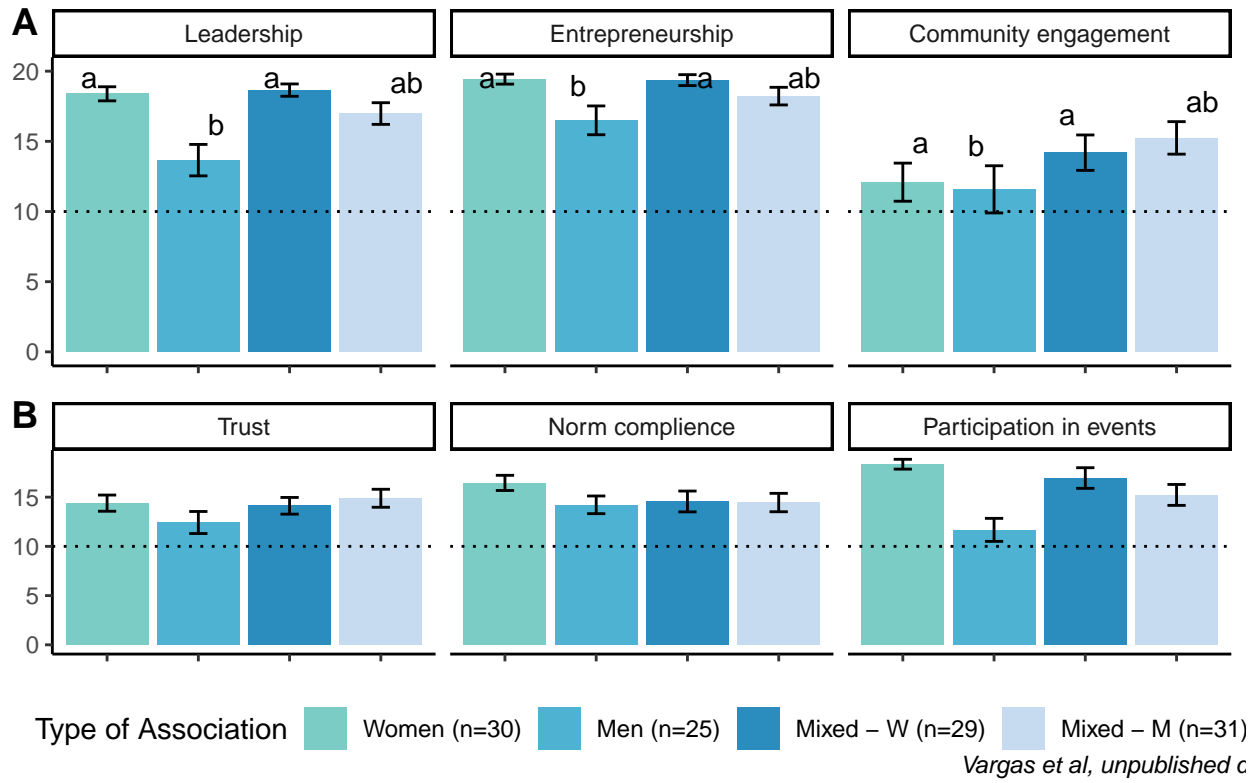 A
Leadership Entrepreneurship Community engagement
20
15
10
5
0
a b a ab
a b a ab
a b a ab
B
Trust Norm complience Participation in events
15
10
5
0
Type of Association Women (n=30) Men (n=25) Mixed – W (n=29) Mixed – M (n=31)
Vargas et al, unpublished